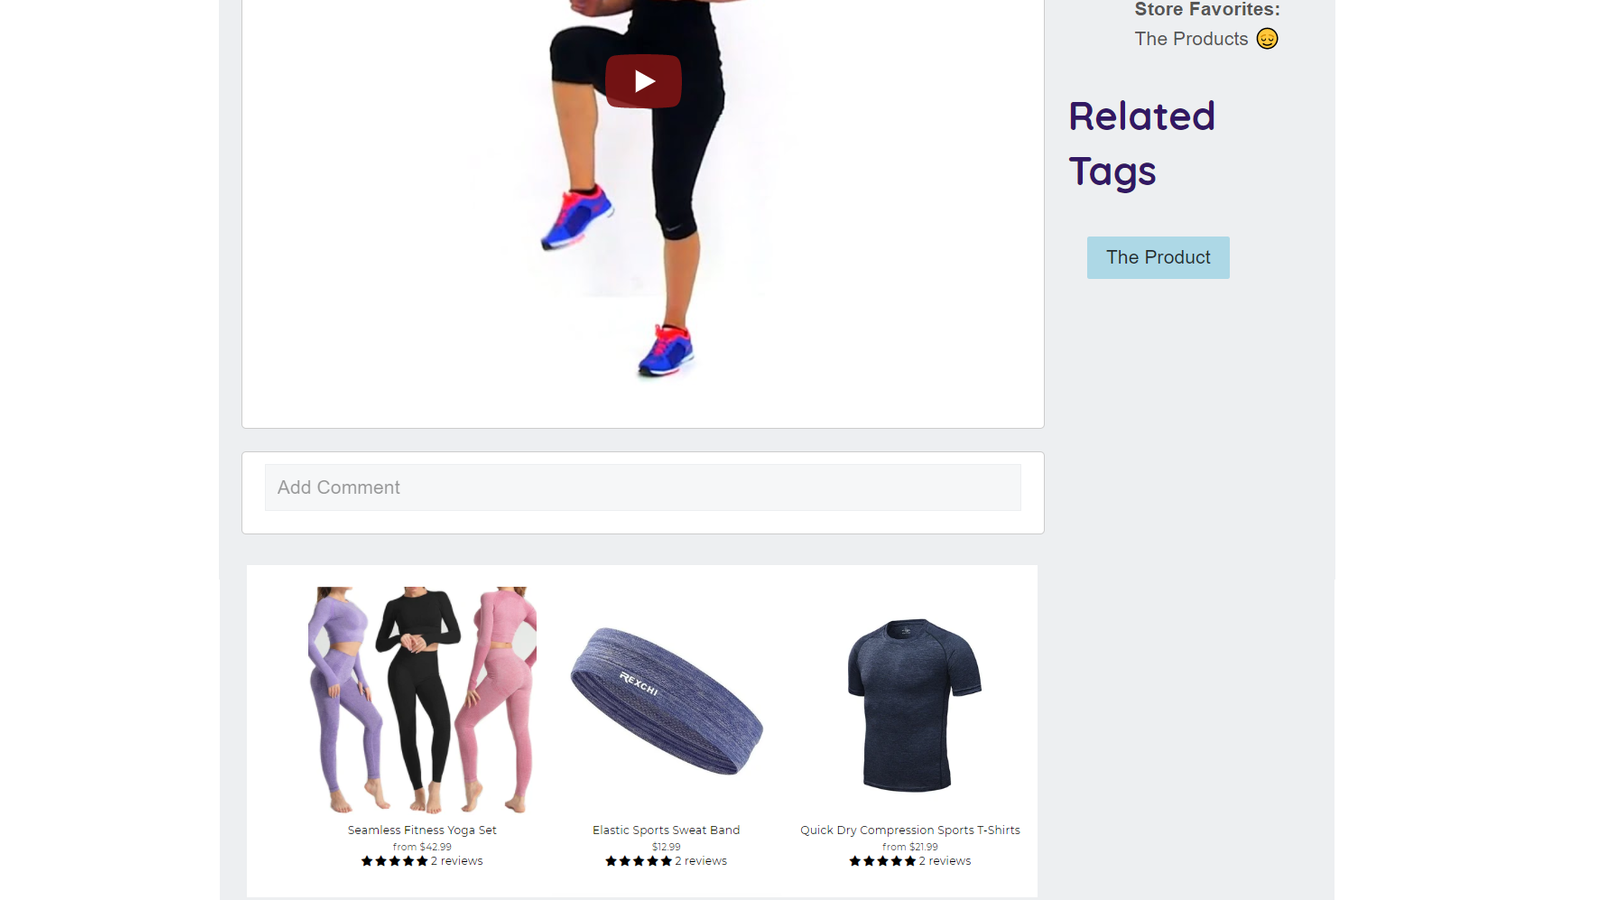 Store Favorites:
The Products 😌
Related
Tags
The Product
Add Comment
REXCHI
Seamless Fitness Yoga Set
from $42.99
★★★★★ 2 reviews
Elastic Sports Sweat Band
$12.99
★★★★★ 2 reviews
Quick Dry Compression Sports T-Shirts
from $21.99
★★★★★ 2 reviews